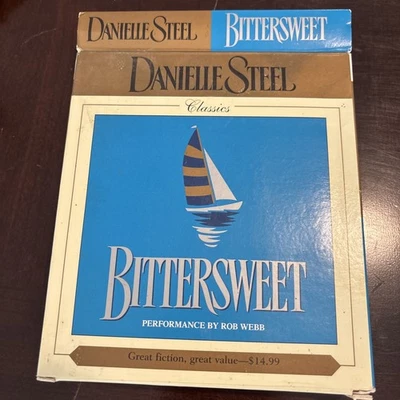 DANIELLE STEEL BITTERSWEET
DANIELLE STEEL
Classics
BITTERSWEET
PERFORMANCE BY ROB WEBB
Great fiction, great value—$14.99